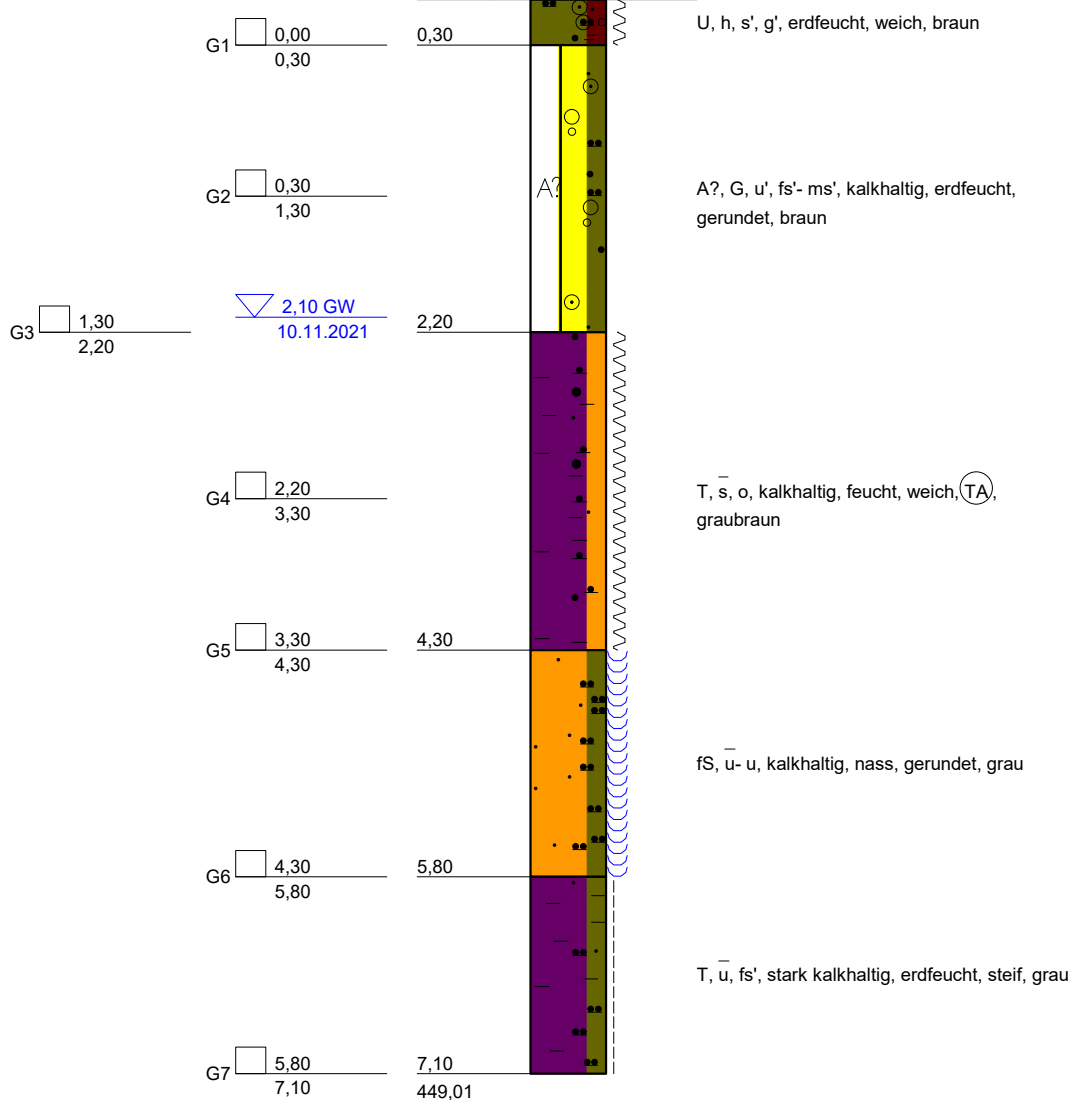 U, h, s', g', erdfeucht, weich, braun
G1 0,00 0,30
0,30
A?
G2 0,30
1,30
A?, G, u', fs'- ms', kalkhaltig, erdfeucht,
gerundet, braun
G3 1,30
2,20
2,10 GW
10.11.2021
2,20
G4 2,20
3,30
T, s̅, o, kalkhaltig, feucht, weich, TA,
graubraun
G5 3,30 4,30
4,30
fS, u̅- u, kalkhaltig, nass, gerundet, grau
G6 4,30 5,80
5,80
T, u̅, fs', stark kalkhaltig, erdfeucht, steif, grau
G7 5,80 7,10
7,10 449,01